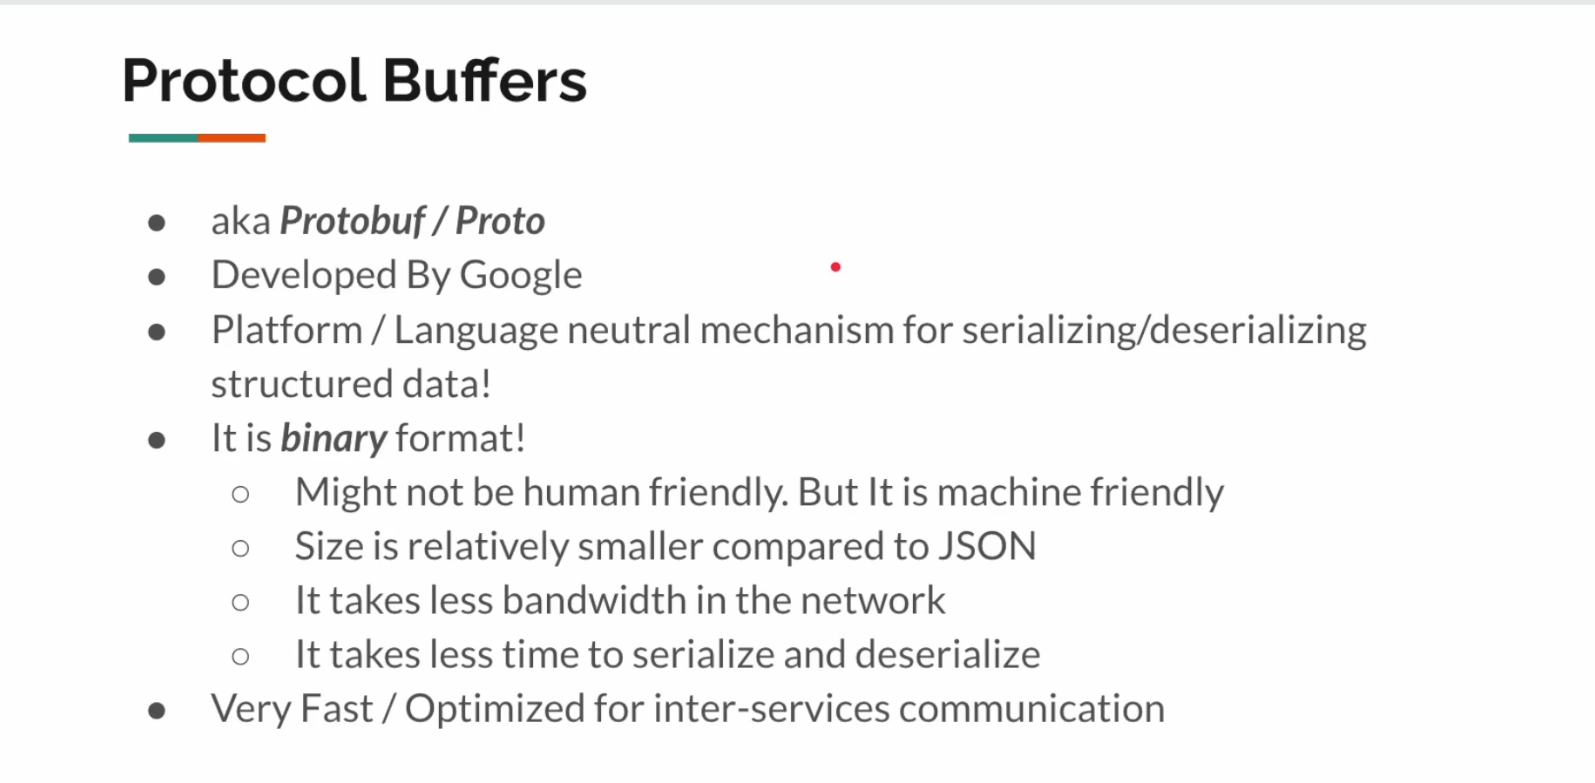 Protocol Buffers
● aka Protobuf / Proto
● Developed By Google
● Platform / Language neutral mechanism for serializing/deserializing
structured data!
● It is binary format!
○ Might not be human friendly. But It is machine friendly
○ Size is relatively smaller compared to JSON
○ It takes less bandwidth in the network
○ It takes less time to serialize and deserialize
● Very Fast / Optimized for inter-services communication